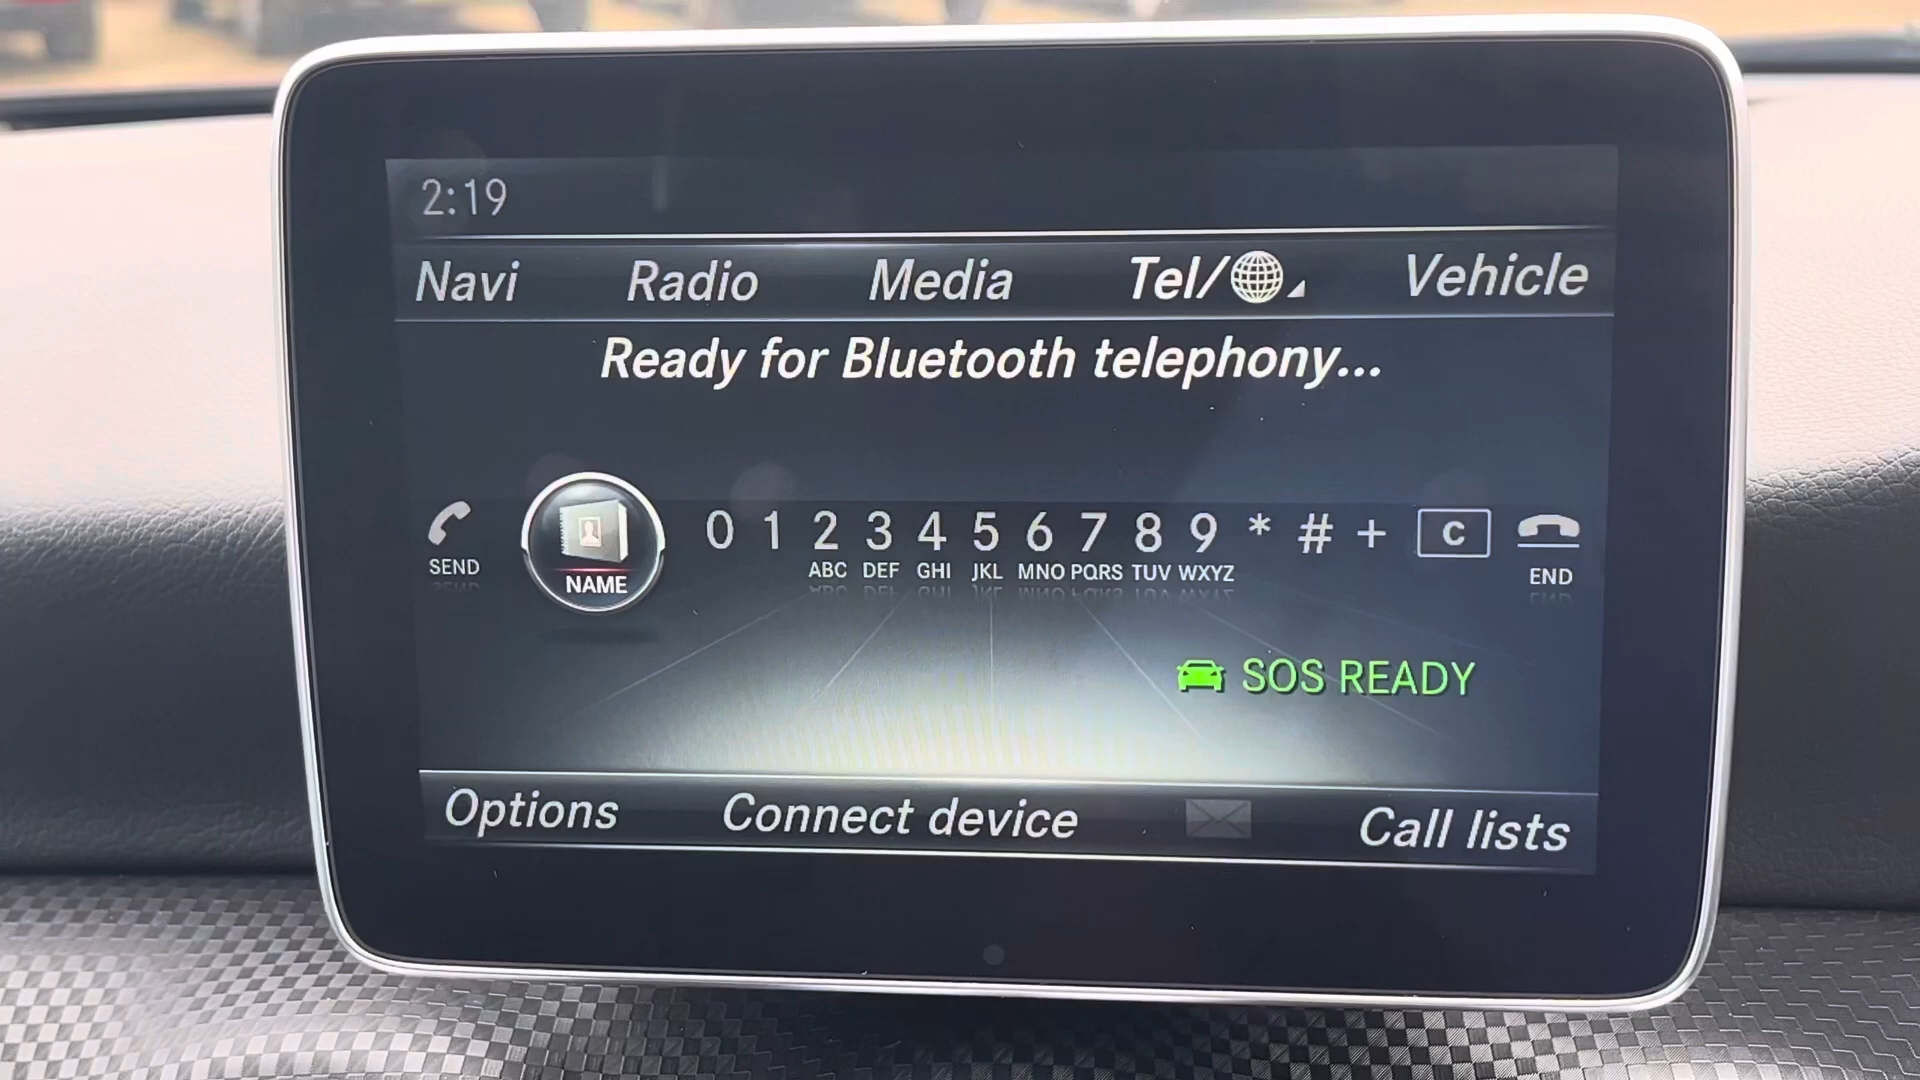 2:19
Navi Radio Media Tel/ Vehicle
Ready for Bluetooth telephony...
0 1 2 3 4 5 6 7 8 9 * # + C
SEND NAME ABC DEF GHI JKL MNO PQRS TUV WXYZ END
SOS READY
Options Connect device Call lists